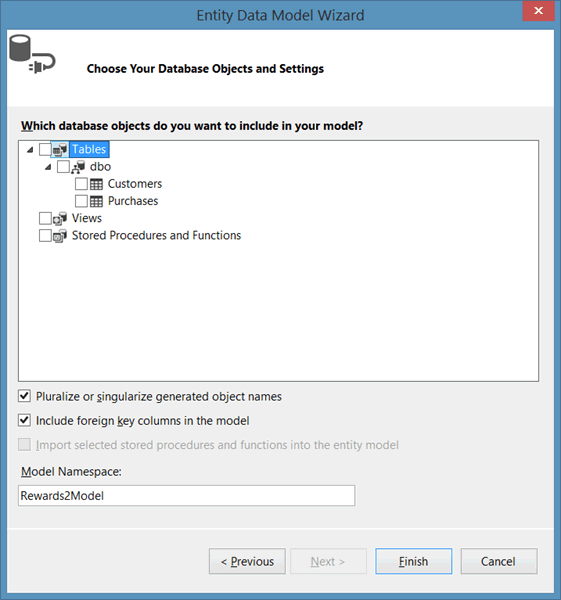 Entity Data Model Wizard
Choose Your Database Objects and Settings
Which database objects do you want to include in your model?
Tables
dbo
Customers
Purchases
Views
Stored Procedures and Functions
Pluralize or singularize generated object names
Include foreign key columns in the model
Import selected stored procedures and functions into the entity model
Model Namespace:
Rewards2Model
< Previous Next > Finish Cancel